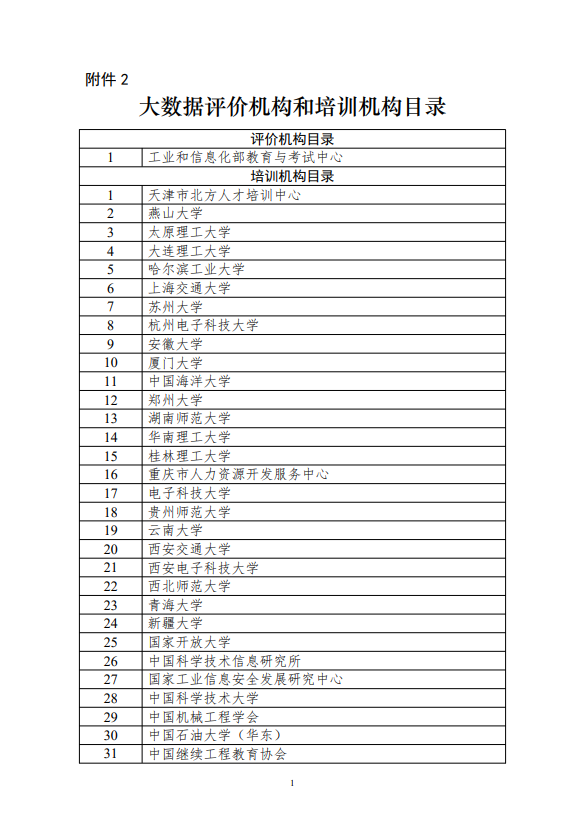 附件 2
大数据评价机构和培训机构目录
评价机构目录
1 工业和信息化部教育与考试中心
培训机构目录
1 天津市北方人才培训中心
2 燕山大学
3 太原理工大学
4 大连理工大学
5 哈尔滨工业大学
6 上海交通大学
7 苏州大学
8 杭州电子科技大学
9 安徽大学
10 厦门大学
11 中国海洋大学
12 郑州大学
13 湖南师范大学
14 华南理工大学
15 桂林理工大学
16 重庆市人力资源开发服务中心
17 电子科技大学
18 贵州师范大学
19 云南大学
20 西安交通大学
21 西安电子科技大学
22 西北师范大学
23 青海大学
24 新疆大学
25 国家开放大学
26 中国科学技术信息研究所
27 国家工业信息安全发展研究中心
28 中国科学技术大学
29 中国机械工程学会
30 中国石油大学（华东）
31 中国继续工程教育协会
1